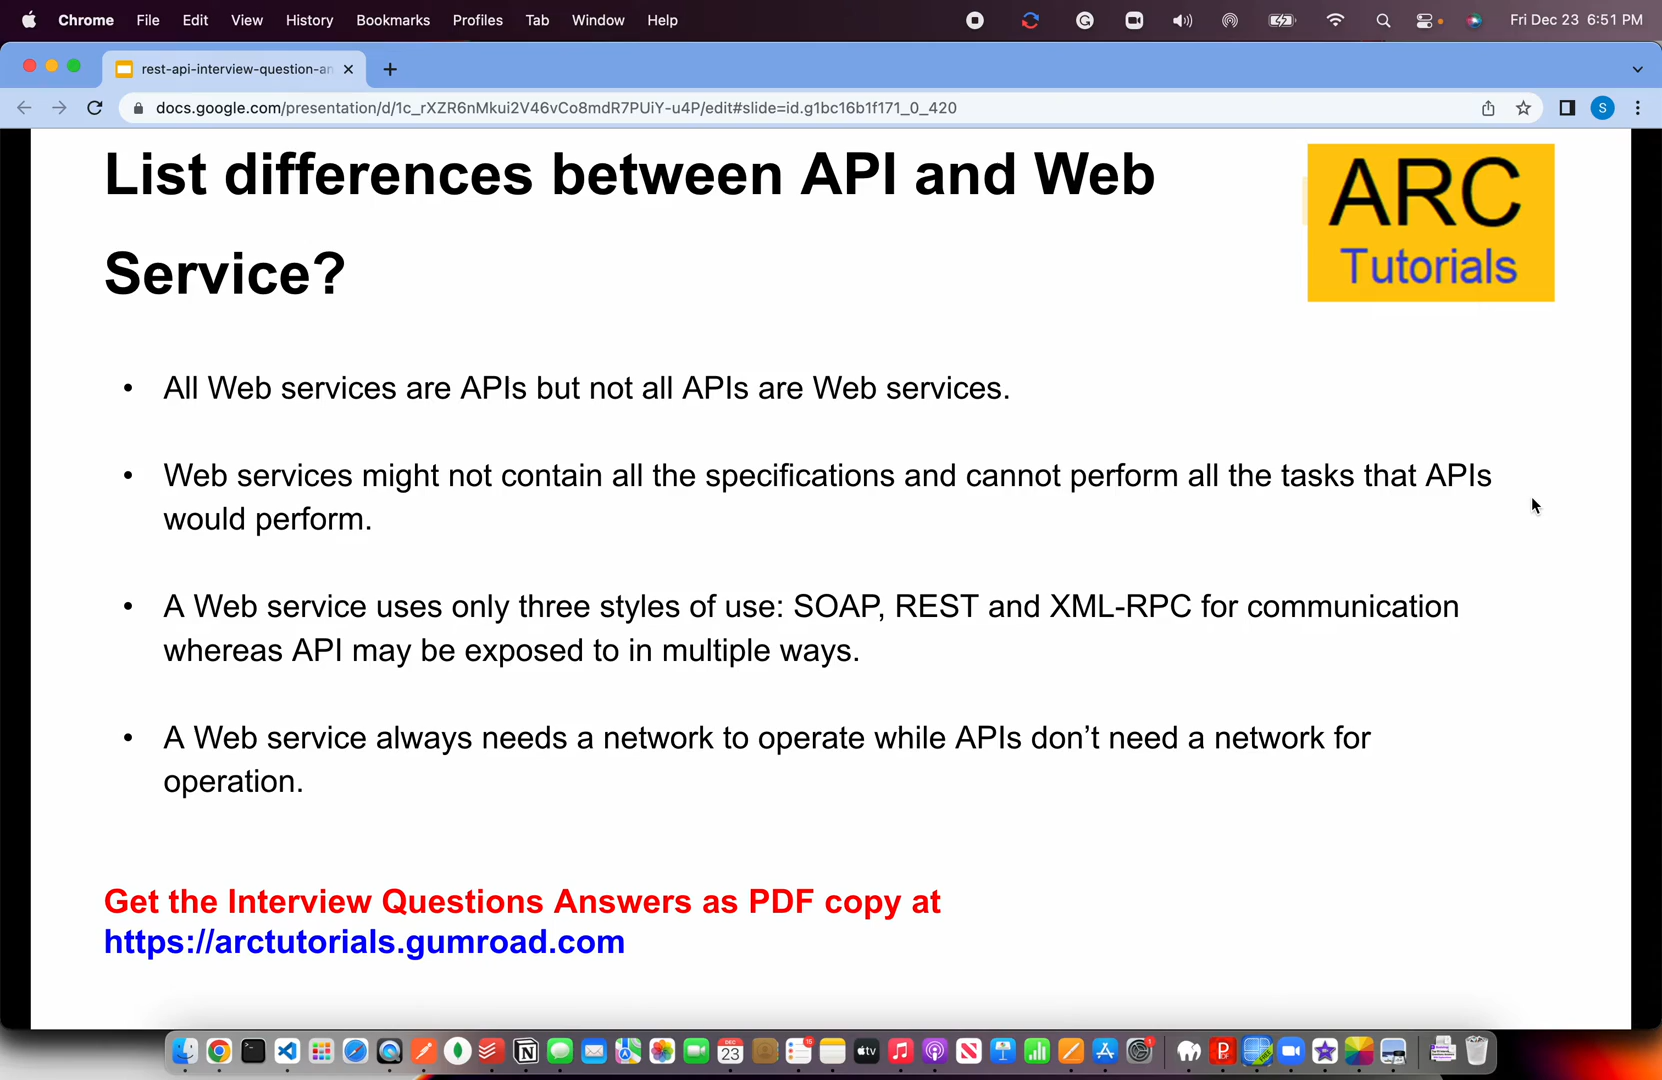 Chrome File Edit View History Bookmarks Profiles Tab Window Help Fri Dec 23 6:51 PM
rest-api-interview-question-an
docs.google.com/presentation/d/1c_rXZR6nMkui2V46vCo8mdR7PUiY-u4P/edit#slide=id.g1bc16b1f171_0_420
S
List differences between API and Web
Service?
ARC
Tutorials
• All Web services are APIs but not all APIs are Web services.
• Web services might not contain all the specifications and cannot perform all the tasks that APIs
would perform.
• A Web service uses only three styles of use: SOAP, REST and XML-RPC for communication
whereas API may be exposed to in multiple ways.
• A Web service always needs a network to operate while APIs don’t need a network for
operation.
Get the Interview Questions Answers as PDF copy at
https://arctutorials.gumroad.com
DEC
23
tv